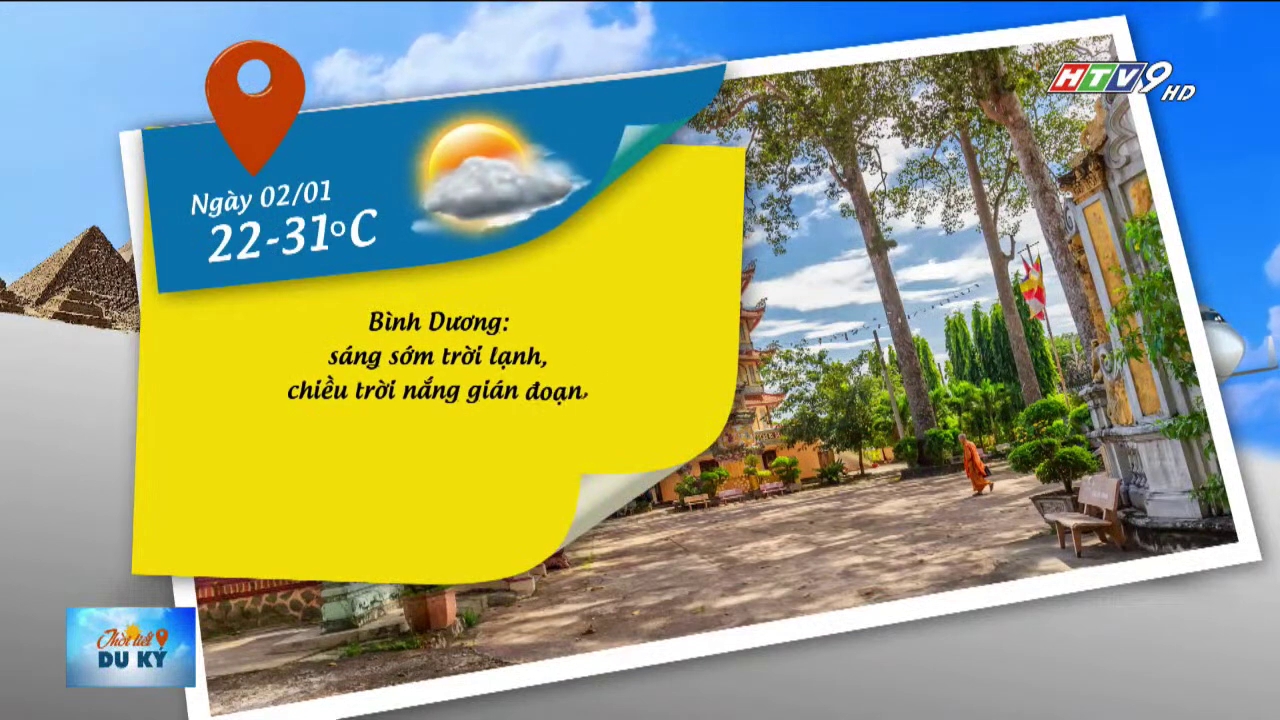 HTV9 HD
Ngày 02/01
22-31°C
Bình Dương:
sáng sớm trời lạnh,
chiều trời nắng gián đoạn.
Thời tiết
DU KÝ